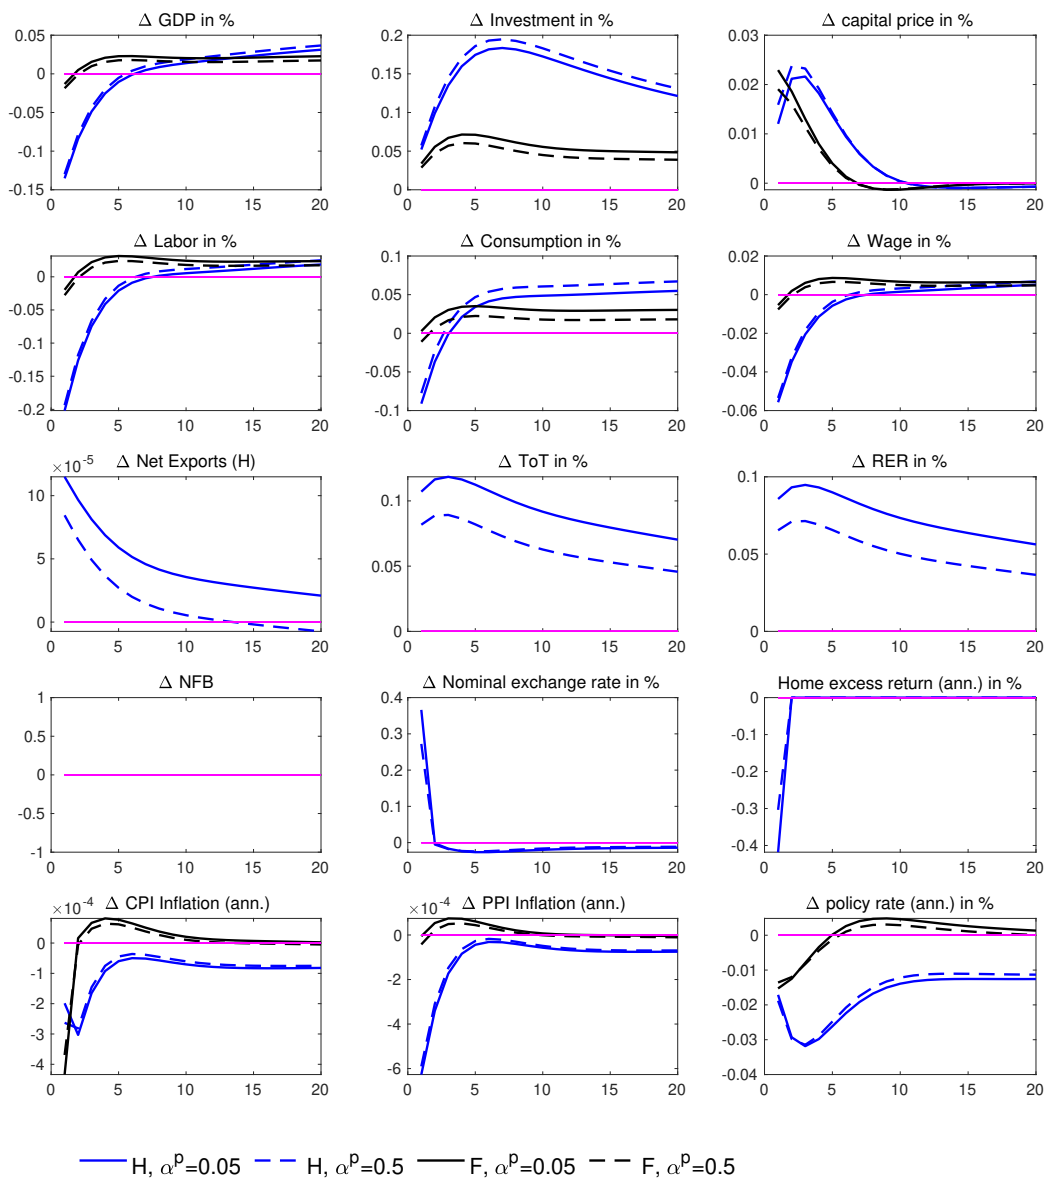 Δ GDP in %
0.05
0
-0.05
-0.1
-0.15
0 5 10 15 20
Δ Investment in %
0.2
0.15
0.1
0.05
0
0 5 10 15 20
Δ capital price in %
0.03
0.02
0.01
0
0 5 10 15 20
Δ Labor in %
0
-0.05
-0.1
-0.15
-0.2
0 5 10 15 20
Δ Consumption in %
0.1
0.05
0
-0.05
-0.1
0 5 10 15 20
Δ Wage in %
0.02
0
-0.02
-0.04
-0.06
0 5 10 15 20
×10⁻⁵ Δ Net Exports (H)
10
5
0
0 5 10 15 20
Δ ToT in %
0.1
0.05
0
0 5 10 15 20
Δ RER in %
0.1
0.05
0
0 5 10 15 20
Δ NFB
1
0.5
0
-0.5
-1
0 5 10 15 20
Δ Nominal exchange rate in %
0.4
0.3
0.2
0.1
0
0 5 10 15 20
Home excess return (ann.) in %
0
-0.1
-0.2
-0.3
-0.4
0 5 10 15 20
×10⁻⁴ Δ CPI Inflation (ann.)
0
-1
-2
-3
-4
0 5 10 15 20
×10⁻⁴ Δ PPI Inflation (ann.)
0
-2
-4
-6
0 5 10 15 20
Δ policy rate (ann.) in %
0
-0.01
-0.02
-0.03
-0.04
0 5 10 15 20
H, αᵖ=0.05 H, αᵖ=0.5 F, αᵖ=0.05 F, αᵖ=0.5